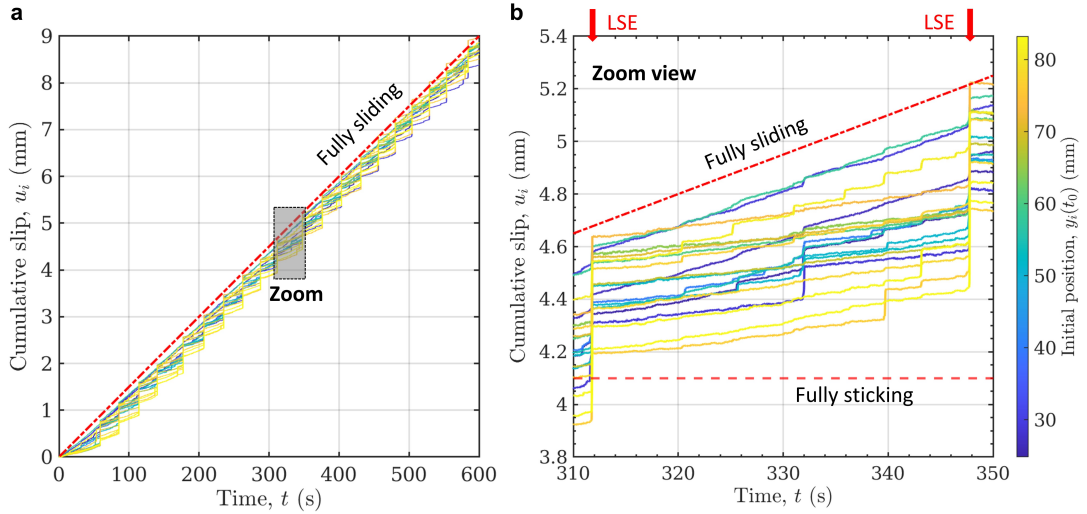 a
9
8
7
6
5
4
3
2
1
0
Cumulative slip, u_i (mm)
Fully sliding
Zoom
0 100 200 300 400 500 600
Time, t (s)
b
LSE LSE
5.4
5.2
5
4.8
4.6
4.4
4.2
4
3.8
Cumulative slip, u_i (mm)
Zoom view
Fully sliding
Fully sticking
310 320 330 340 350
Time, t (s)
80
70
60
50
40
30
Initial position, y_i(t_0) (mm)